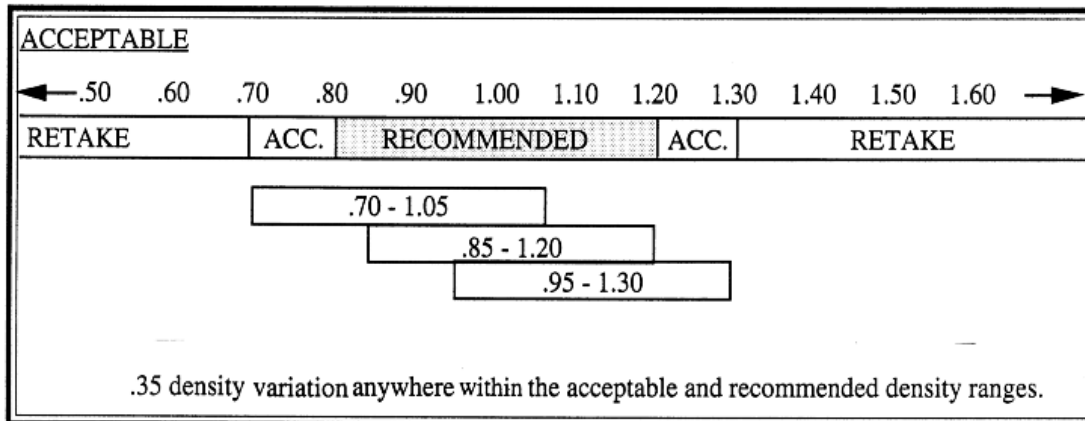 ACCEPTABLE
.50 .60 .70 .80 .90 1.00 1.10 1.20 1.30 1.40 1.50 1.60
RETAKE ACC. RECOMMENDED ACC. RETAKE
.70 - 1.05
.85 - 1.20
.95 - 1.30
.35 density variation anywhere within the acceptable and recommended density ranges.